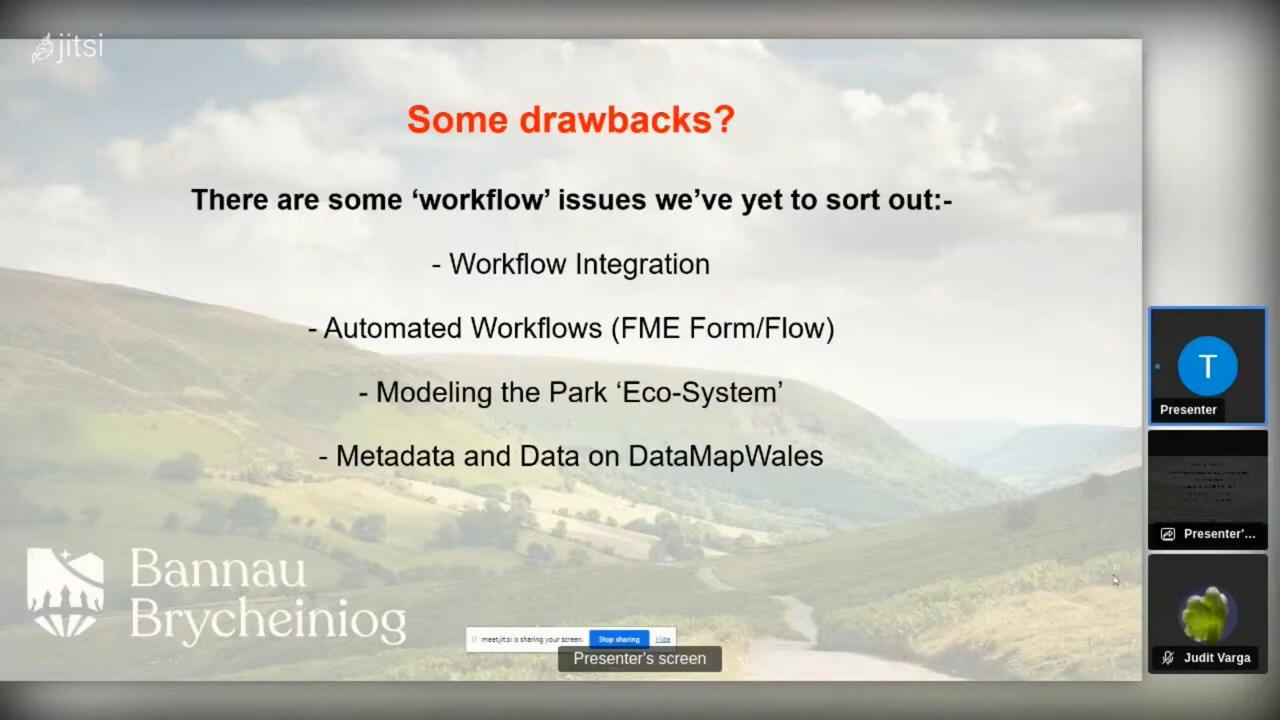 jitsi
Some drawbacks?
There are some ‘workflow’ issues we’ve yet to sort out:-
- Workflow Integration
- Automated Workflows (FME Form/Flow)
- Modeling the Park ‘Eco-System’
- Metadata and Data on DataMapWales
Bannau
Brycheiniog
meet.jit.si is sharing your screen. Stop sharing Hide
Presenter's screen
T
Presenter
Presenter'...
Judit Varga